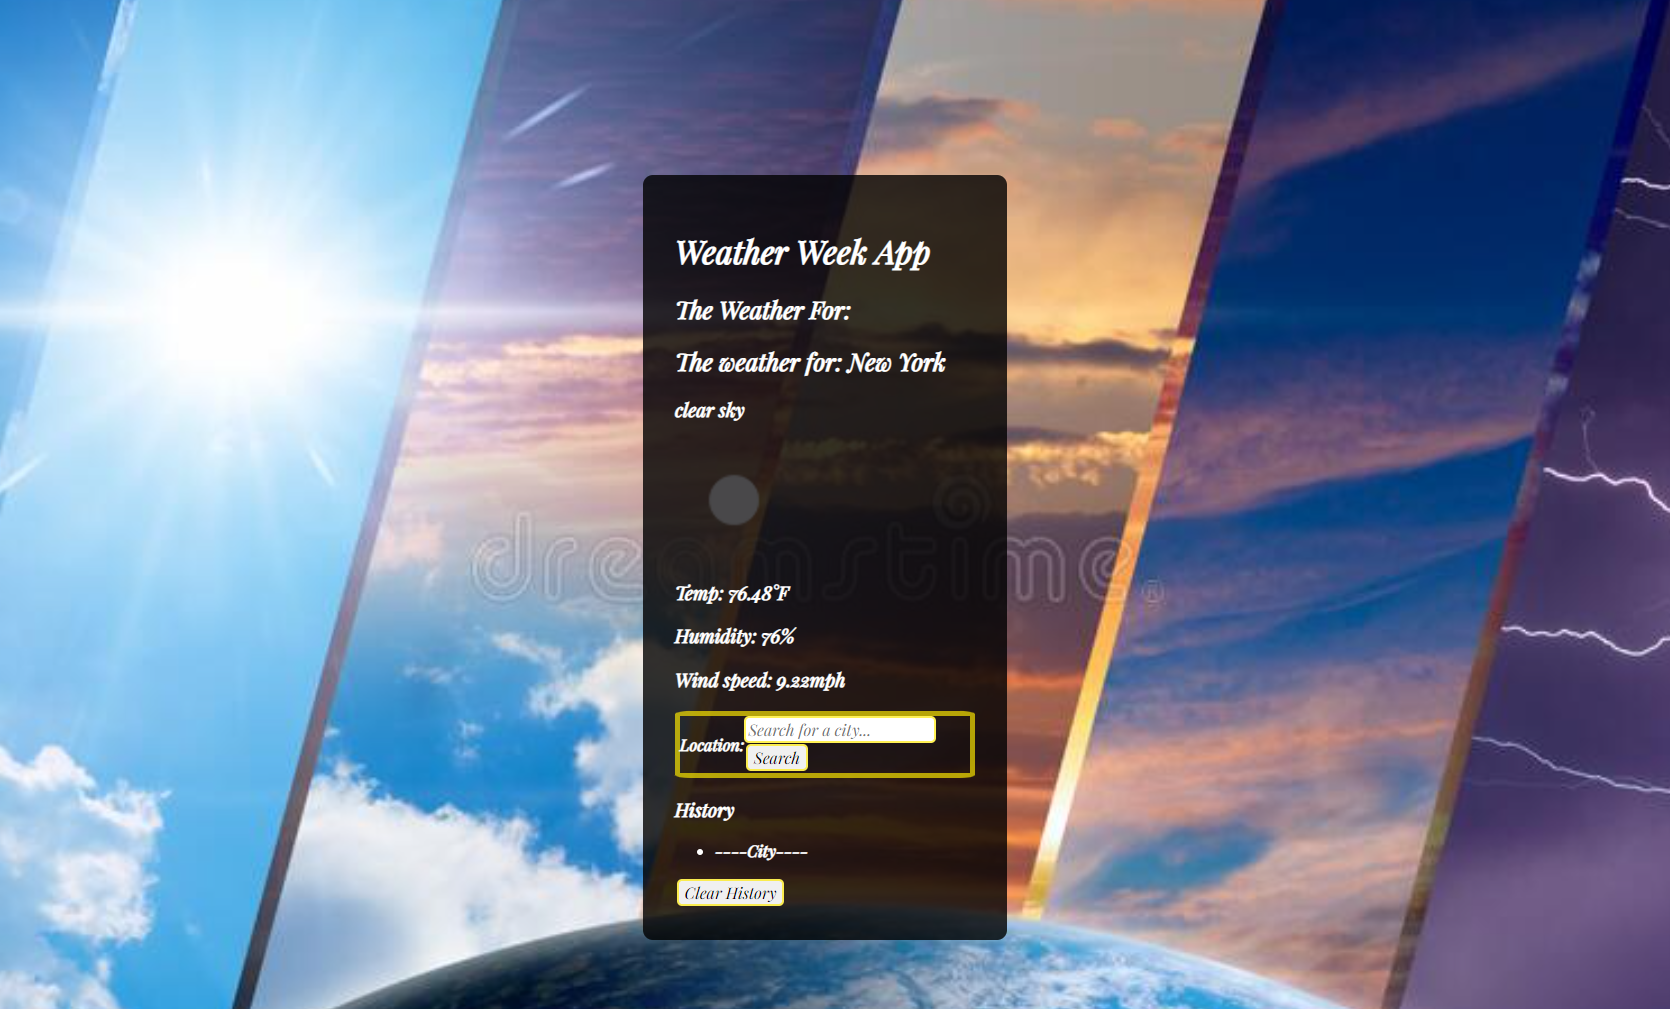 Weather Week App
The Weather For:
The weather for: New York
clear sky
dreamstime®
Temp: 76.48°F
Humidity: 76%
Wind speed: 9.22mph
Location: Search for a city...
Search
History
----City----
Clear History